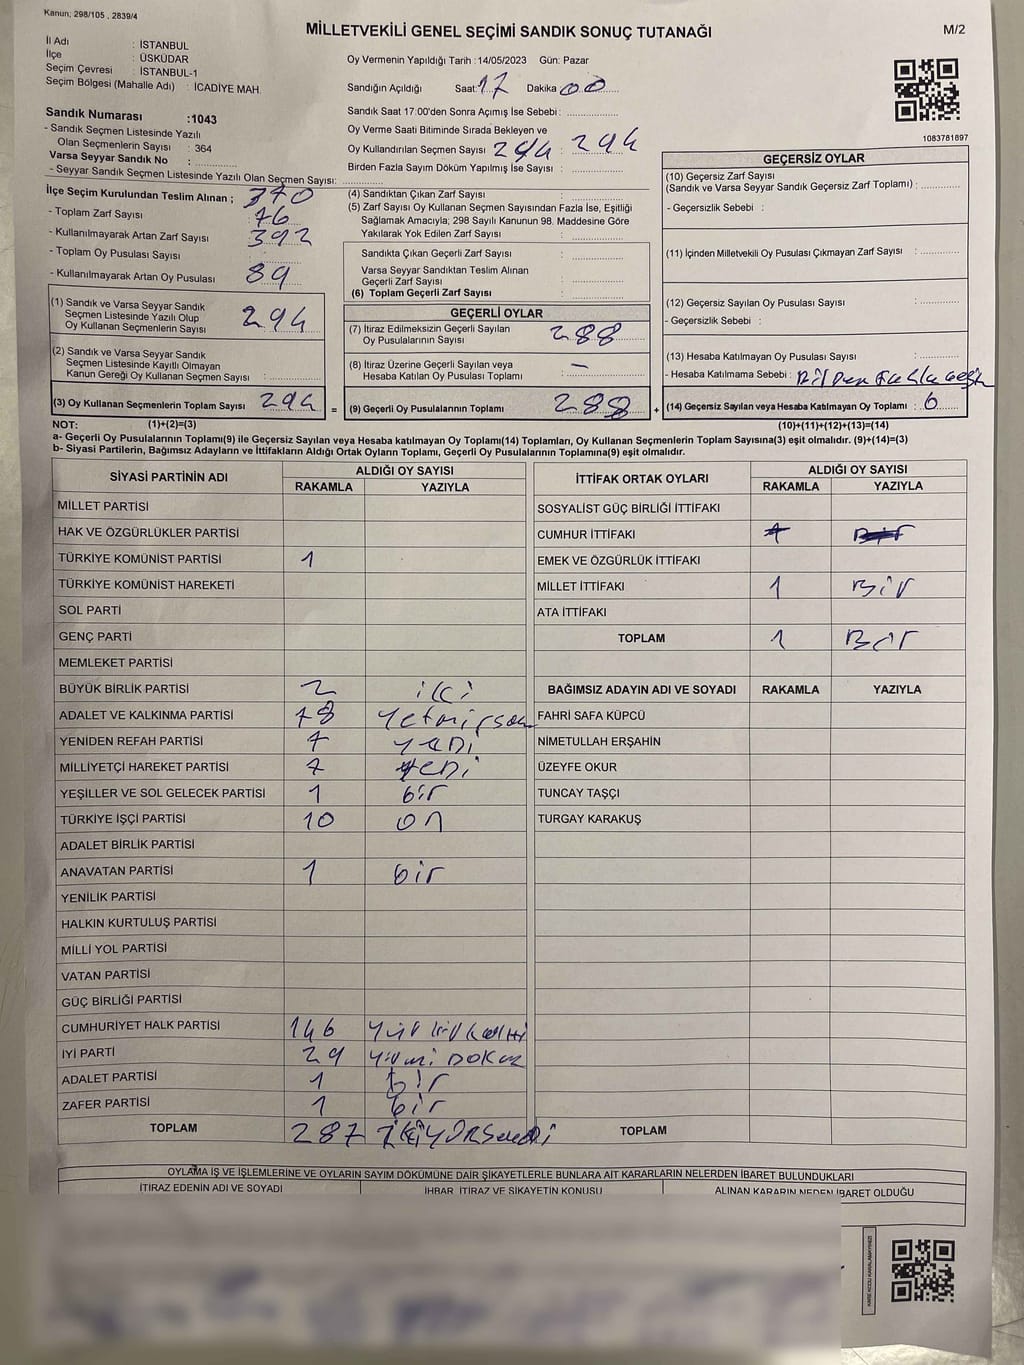 Kanun; 298/105 , 2839/4
MİLLETVEKİLİ GENEL SEÇİMİ SANDIK SONUÇ TUTANAĞI
M/2
İl Adı : İSTANBUL
İlçe : ÜSKÜDAR
Seçim Çevresi : İSTANBUL-1
Seçim Bölgesi (Mahalle Adı) : İCADİYE MAH.
Sandık Numarası :1043
- Sandık Seçmen Listesinde Yazılı
Olan Seçmenlerin Sayısı : 364
Varsa Seyyar Sandık No :
- Seyyar Sandık Seçmen Listesinde Yazılı Olan Seçmen Sayısı:
İlçe Seçim Kurulundan Teslim Alınan ; 370
- Toplam Zarf Sayısı 76
- Kullanılmayarak Artan Zarf Sayısı 392
- Toplam Oy Pusulası Sayısı
- Kullanılmayarak Artan Oy Pusulası 89
Oy Vermenin Yapıldığı Tarih :14/05/2023 Gün: Pazar
Sandığın Açıldığı Saat: 17 Dakika 00
Sandık Saat 17:00'den Sonra Açımış İse Sebebi:
Oy Verme Saati Bitiminde Sırada Bekleyen ve
Oy Kullandırılan Seçmen Sayısı 294 : 294
Birden Fazla Sayım Döküm Yapılmış İse Sayısı :
(4) Sandıktan Çıkan Zarf Sayısı :
(5) Zarf Sayısı Oy Kullanan Seçmen Sayısından Fazla İse, Eşitliği
Sağlamak Amacıyla; 298 Sayılı Kanunun 98. Maddesine Göre
Yakılarak Yok Edilen Zarf Sayısı :
Sandıkta Çıkan Geçerli Zarf Sayısı :
Varsa Seyyar Sandıktan Teslim Alınan
Geçerli Zarf Sayısı :
(6) Toplam Geçerli Zarf Sayısı :
1083781897
GEÇERSİZ OYLAR
(10) Geçersiz Zarf Sayısı
(Sandık ve Varsa Seyyar Sandık Geçersiz Zarf Toplamı) :
- Geçersizlik Sebebi :
(11) İçinden Milletvekili Oy Pusulası Çıkmayan Zarf Sayısı :
(12) Geçersiz Sayılan Oy Pusulası Sayısı :
- Geçersizlik Sebebi :
(13) Hesaba Katılmayan Oy Pusulası Sayısı :
- Hesaba Katılmama Sebebi :
(14) Geçersiz Sayılan veya Hesaba Katılmayan Oy Toplamı : 6
(1) Sandık ve Varsa Seyyar Sandık
Seçmen Listesinde Yazılı Olup
Oy Kullanan Seçmenlerin Sayısı 294
(2) Sandık ve Varsa Seyyar Sandık
Seçmen Listesinde Kayıtlı Olmayan
Kanun Gereği Oy Kullanan Seçmen Sayısı :
(3) Oy Kullanan Seçmenlerin Toplam Sayısı 294 =
GEÇERLİ OYLAR
(7) İtiraz Edilmeksizin Geçerli Sayılan
Oy Pusulalarının Sayısı 288
(8) İtiraz Üzerine Geçerli Sayılan veya
Hesaba Katılan Oy Pusulası Toplamı : —
(9) Geçerli Oy Pusulalarının Toplamı 288 +
NOT: (1)+(2)=(3)
(10)+(11)+(12)+(13)=(14)
a- Geçerli Oy Pusulalarının Toplamı(9) ile Geçersiz Sayılan veya Hesaba katılmayan Oy Toplamı(14) Toplamları, Oy Kullanan Seçmenlerin Toplam Sayısına(3) eşit olmalıdır. (9)+(14)=(3)
b- Siyasi Partilerin, Bağımsız Adayların ve İttifakların Aldığı Ortak Oyların Toplamı, Geçerli Oy Pusulalarının Toplamına(9) eşit olmalıdır.
SİYASİ PARTİNİN ADI ALDIĞI OY SAYISI
RAKAMLA YAZIYLA
MİLLET PARTİSİ
HAK VE ÖZGÜRLÜKLER PARTİSİ
TÜRKİYE KOMÜNİST PARTİSİ 1
TÜRKİYE KOMÜNİST HAREKETİ
SOL PARTİ
GENÇ PARTİ
MEMLEKET PARTİSİ
BÜYÜK BİRLİK PARTİSİ 2 iki
ADALET VE KALKINMA PARTİSİ 78 Yetmişsek
YENİDEN REFAH PARTİSİ 7 yedi
MİLLİYETÇİ HAREKET PARTİSİ 7 yedi
YEŞİLLER VE SOL GELECEK PARTİSİ 1 bir
TÜRKİYE İŞÇİ PARTİSİ 10 on
ADALET BİRLİK PARTİSİ
ANAVATAN PARTİSİ 1 bir
YENİLİK PARTİSİ
HALKIN KURTULUŞ PARTİSİ
MİLLİ YOL PARTİSİ
VATAN PARTİSİ
GÜÇ BİRLİĞİ PARTİSİ
CUMHURİYET HALK PARTİSİ 146
İYİ PARTİ 29 Yirmi DOKUZ
ADALET PARTİSİ 1 bir
ZAFER PARTİSİ 1 bir
TOPLAM 287
İTTİFAK ORTAK OYLARI ALDIĞI OY SAYISI
RAKAMLA YAZIYLA
SOSYALİST GÜÇ BİRLİĞİ İTTİFAKI
CUMHUR İTTİFAKI
EMEK VE ÖZGÜRLÜK İTTİFAKI
MİLLET İTTİFAKI 1 Bir
ATA İTTİFAKI
TOPLAM 1 Bir
BAĞIMSIZ ADAYIN ADI VE SOYADI RAKAMLA YAZIYLA
FAHRİ SAFA KÜPCÜ
NİMETULLAH ERŞAHİN
ÜZEYFE OKUR
TUNCAY TAŞÇI
TURGAY KARAKUŞ
TOPLAM
OYLAMA İŞ VE İŞLEMLERİNE VE OYLARIN SAYIM DÖKÜMÜNE DAİR ŞİKAYETLERLE BUNLARA AİT KARARLARIN NELERDEN İBARET BULUNDUKLARI
İTİRAZ EDENİN ADI VE SOYADI İHBAR, İTİRAZ VE ŞİKAYETİN KONUSU ALINAN KARARIN NEDEN İBARET OLDUĞU